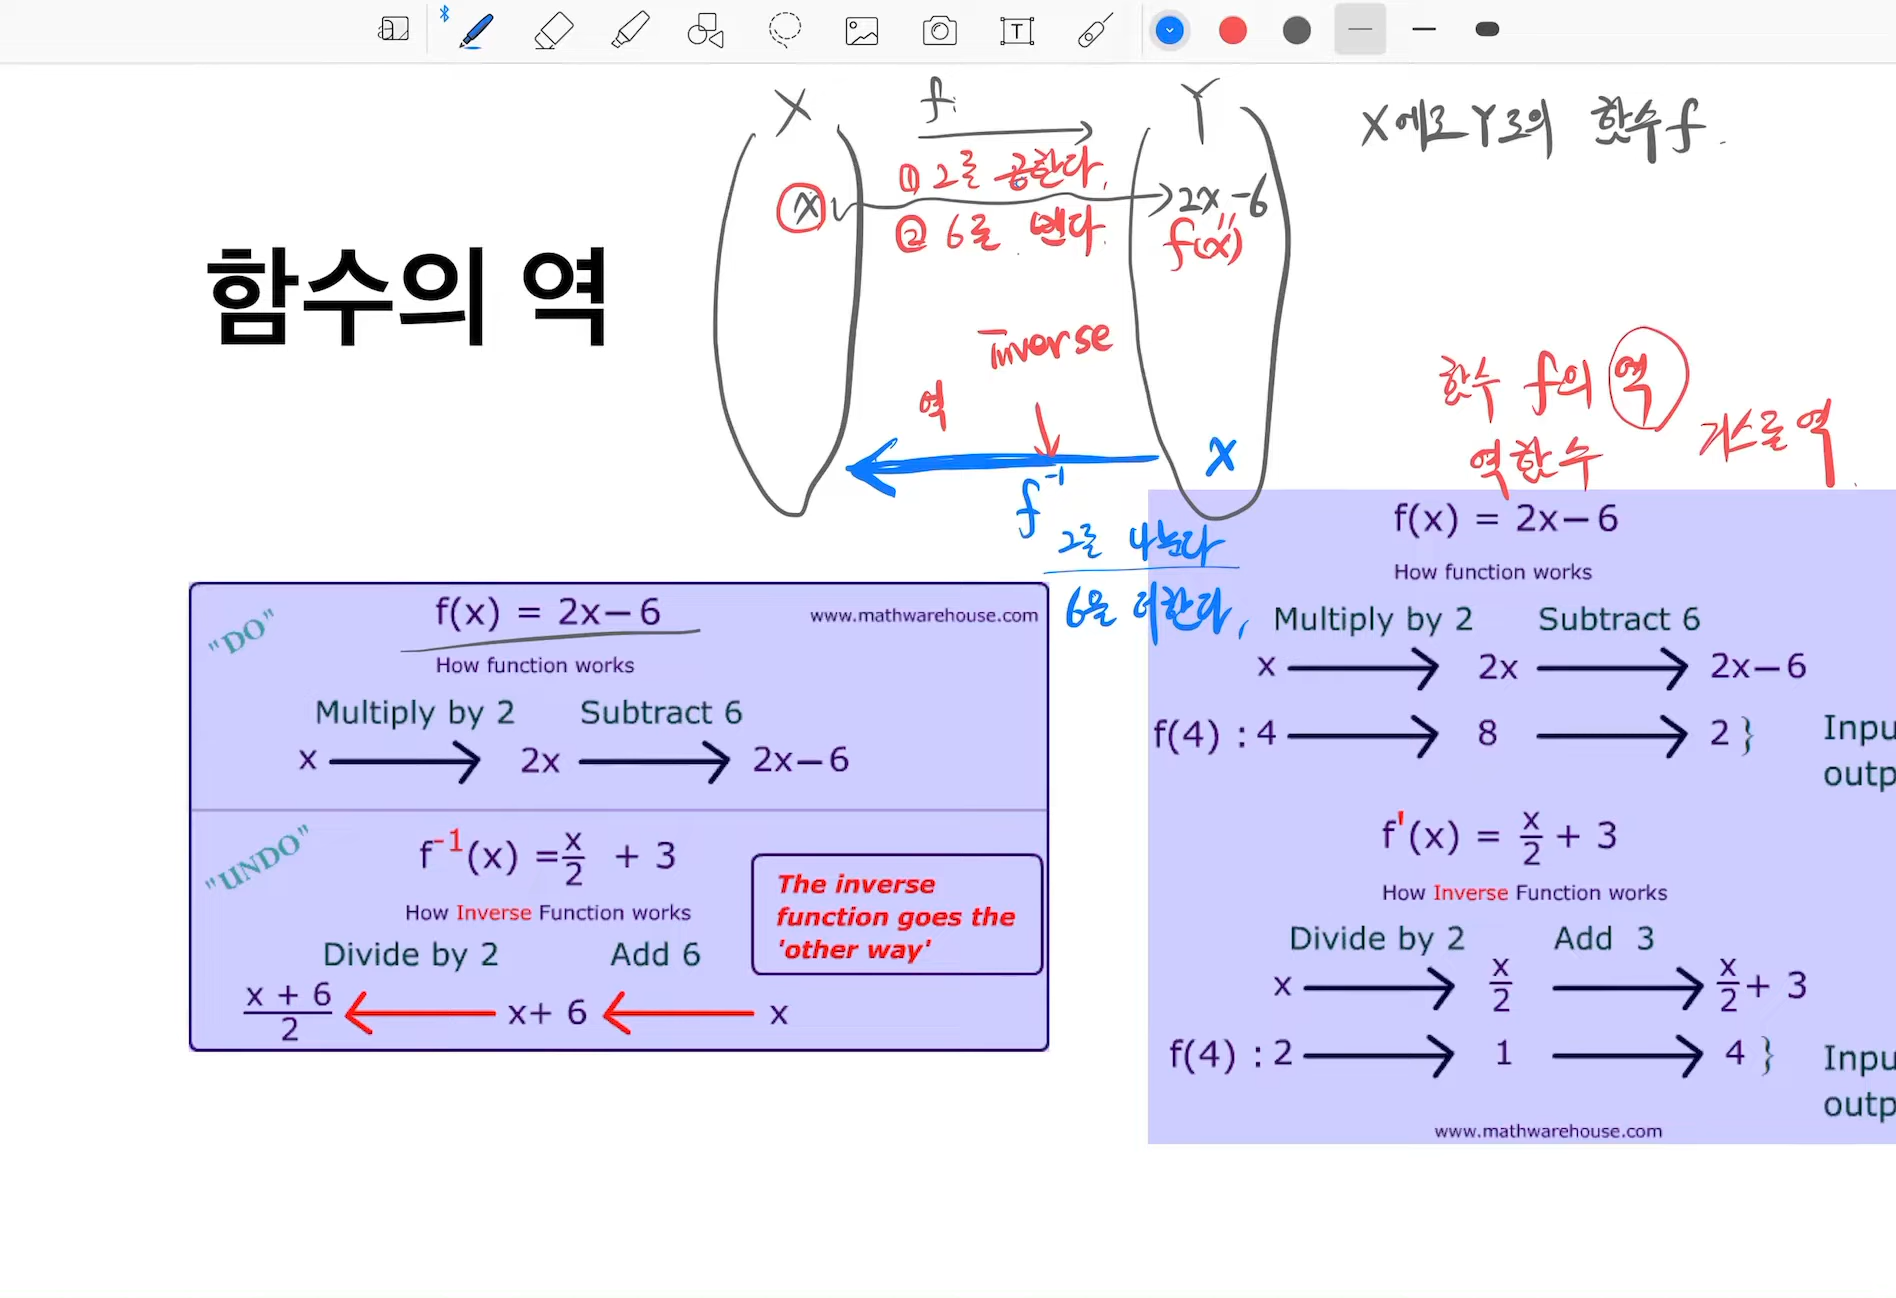 X
f
Y
X에로 Y로의 함수 f.
① 2를 곱한다.
x
2x-6
② 6를 뺀다.
f(x)
함수의 역
Inverse
역
함수 f의 역
역함수
거스를 역
x
f⁻¹
2로 나눈다
6을 더한다,
"DO"
f(x) = 2x−6
www.mathwarehouse.com
How function works
Multiply by 2
Subtract 6
x
2x
2x−6
"UNDO"
f⁻¹(x) = x/2 + 3
How Inverse Function works
Divide by 2
Add 6
The inverse
function goes the
'other way'
x + 6
2
x+ 6
x
f(x) = 2x−6
How function works
Multiply by 2
Subtract 6
x
2x
2x−6
f(4) : 4
8
2 }
Inpu
outp
f'(x) = x/2 + 3
How Inverse Function works
Divide by 2
Add 3
x
x/2
x/2 + 3
f(4) : 2
1
4 }
Inpu
outp
www.mathwarehouse.com